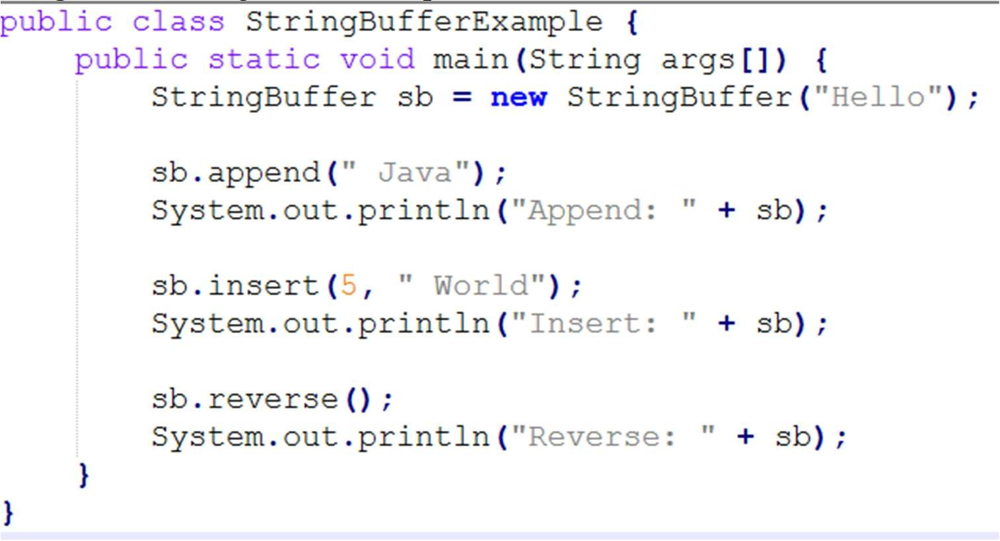 public class StringBufferExample {
    public static void main(String args[]) {
        StringBuffer sb = new StringBuffer("Hello");

        sb.append(" Java");
        System.out.println("Append: " + sb);

        sb.insert(5, " World");
        System.out.println("Insert: " + sb);

        sb.reverse();
        System.out.println("Reverse: " + sb);
    }
}